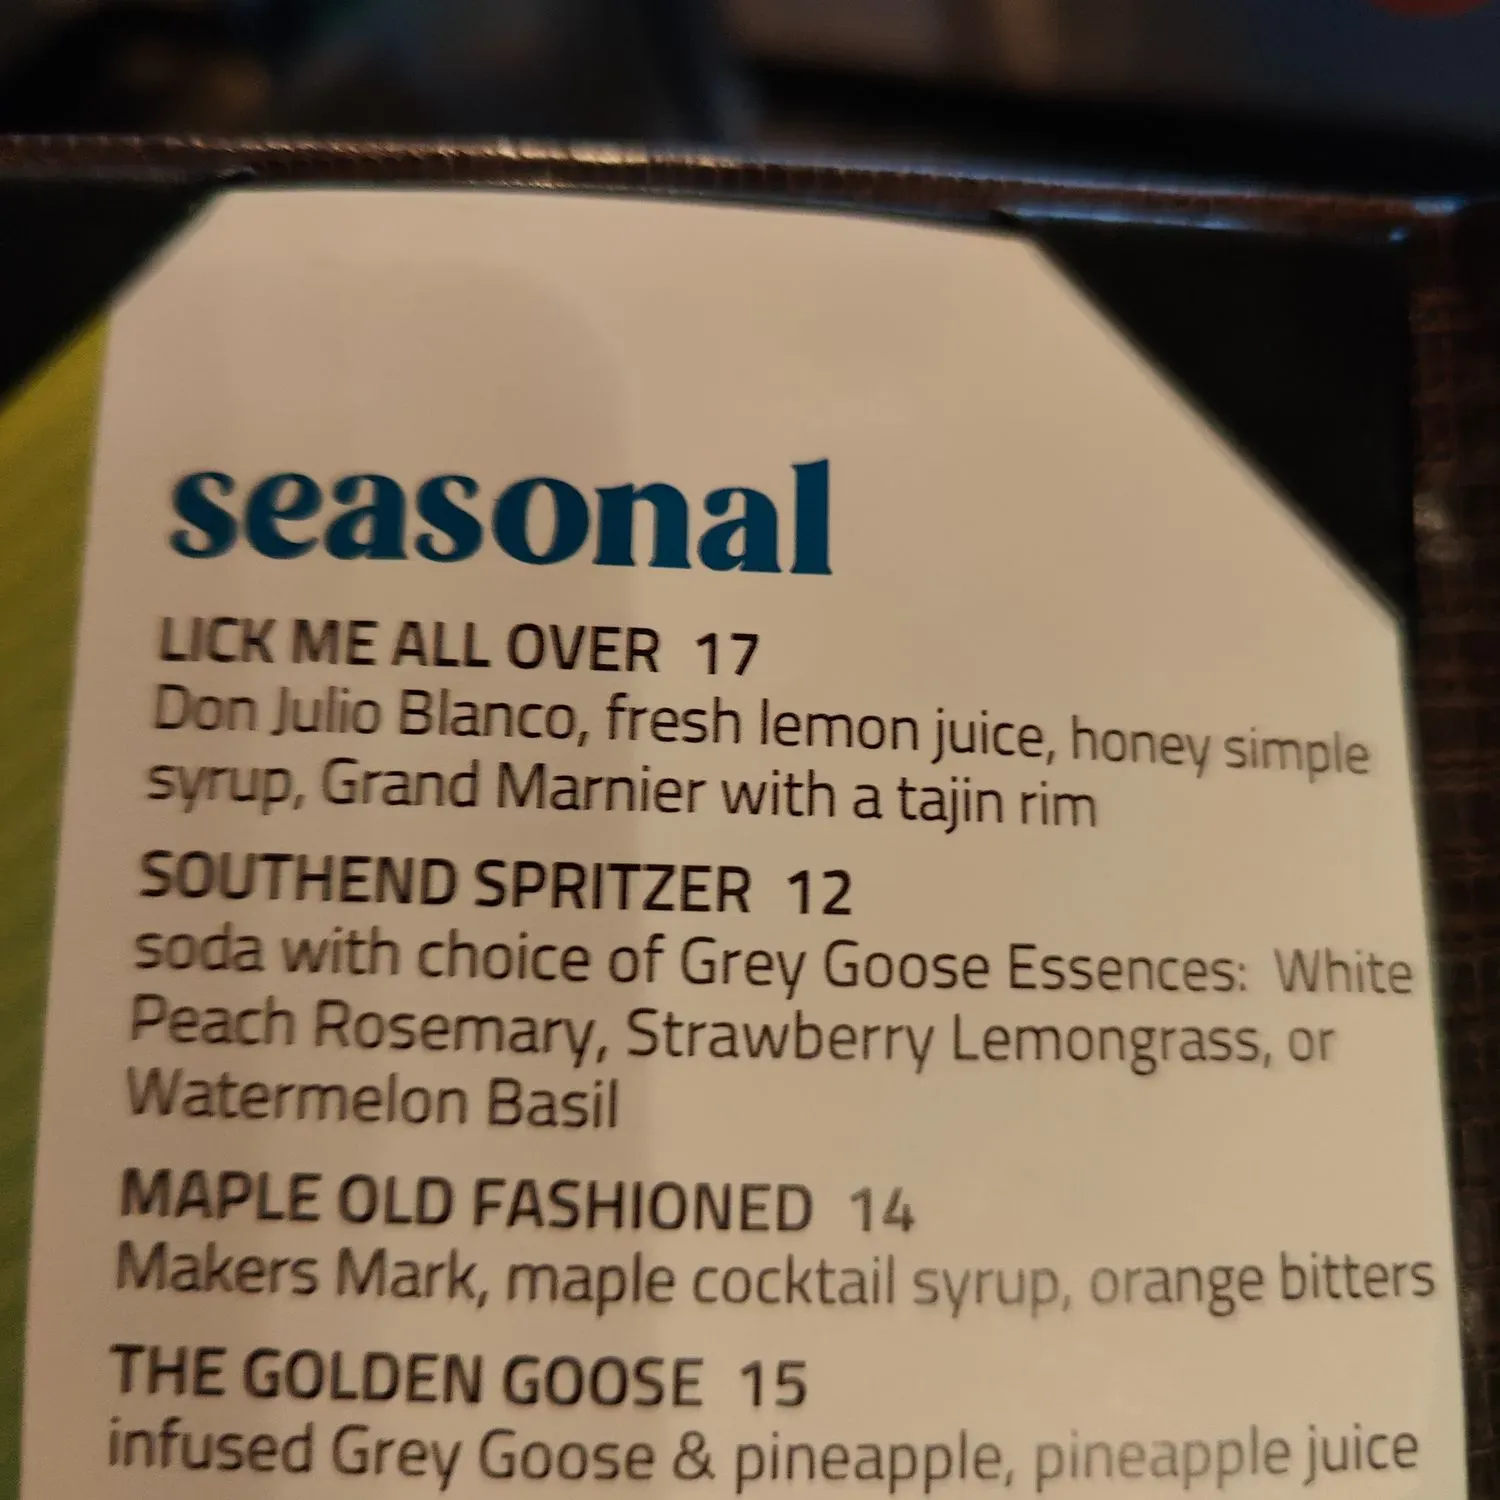 seasonal
LICK ME ALL OVER 17
Don Julio Blanco, fresh lemon juice, honey simple
syrup, Grand Marnier with a tajin rim
SOUTHEND SPRITZER 12
soda with choice of Grey Goose Essences: White
Peach Rosemary, Strawberry Lemongrass, or
Watermelon Basil
MAPLE OLD FASHIONED 14
Makers Mark, maple cocktail syrup, orange bitters
THE GOLDEN GOOSE 15
infused Grey Goose & pineapple, pineapple juice